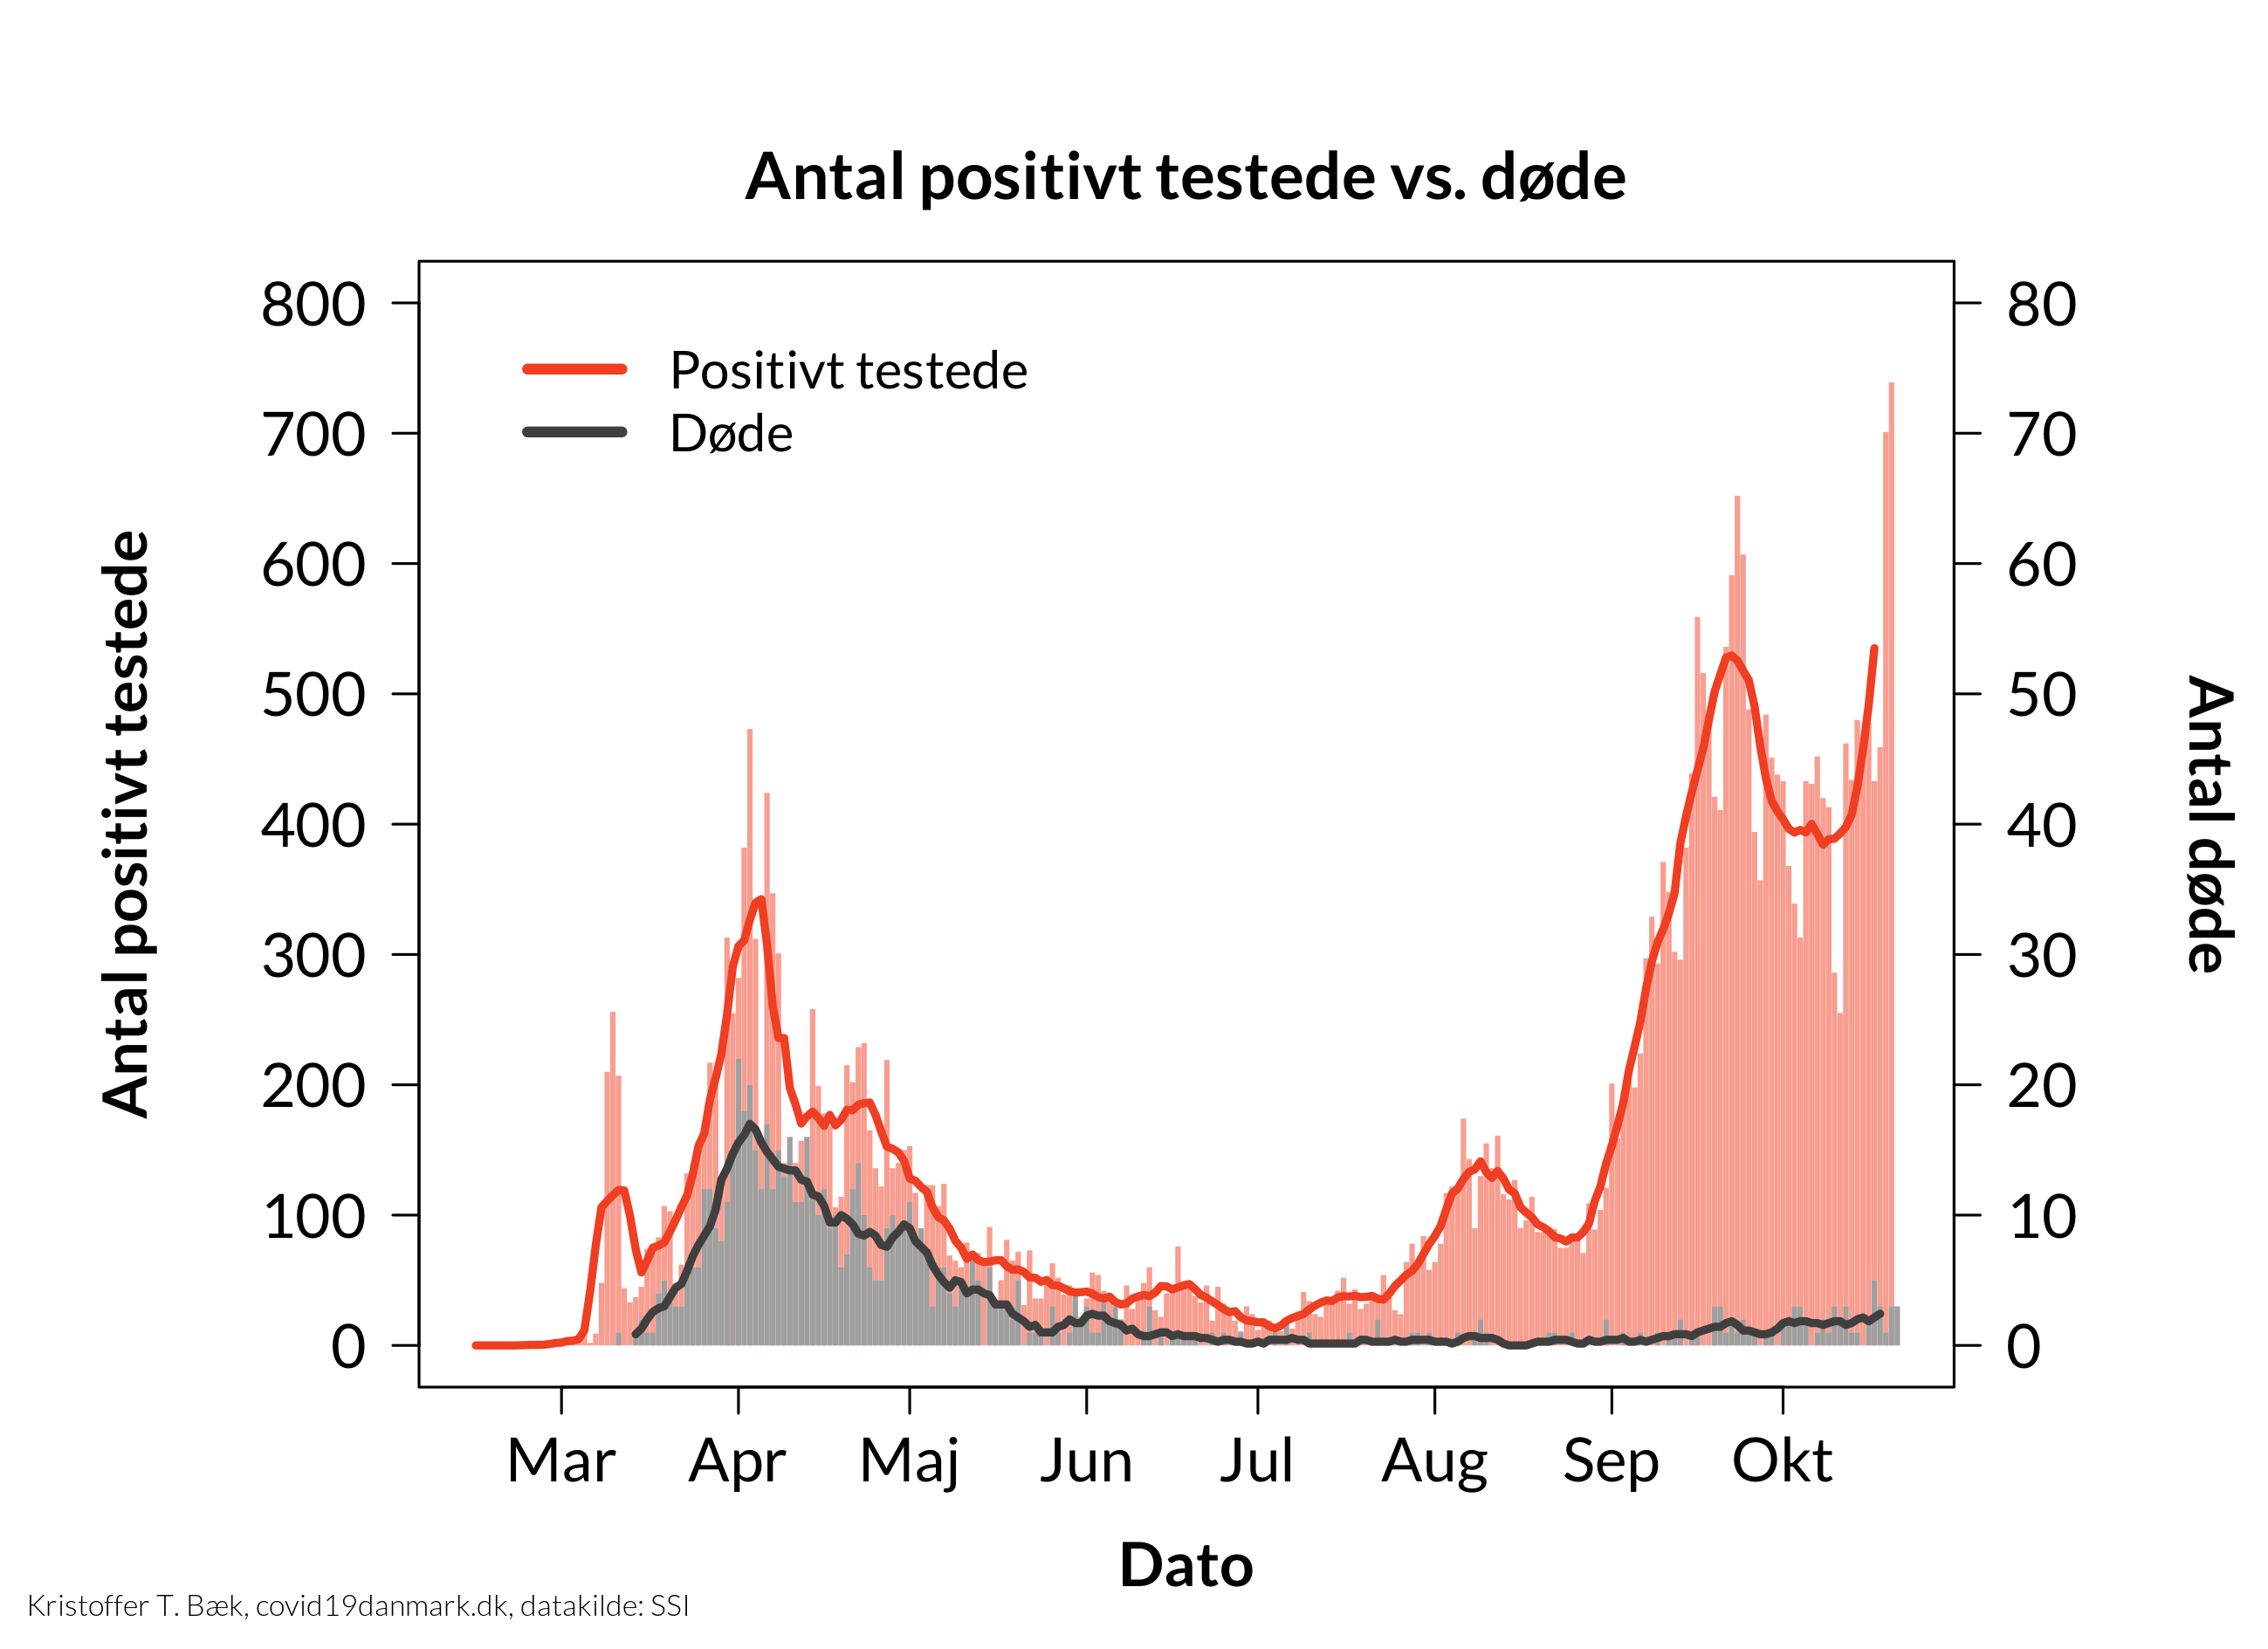 Antal positivt testede vs. døde
Positivt testede
Døde
Antal positivt testede
800
700
600
500
400
300
200
100
0
80
70
60
50
40
30
20
10
0
Antal døde
Mar Apr Maj Jun Jul Aug Sep Okt
Dato
Kristoffer T. Bæk, covid19danmark.dk, datakilde: SSI